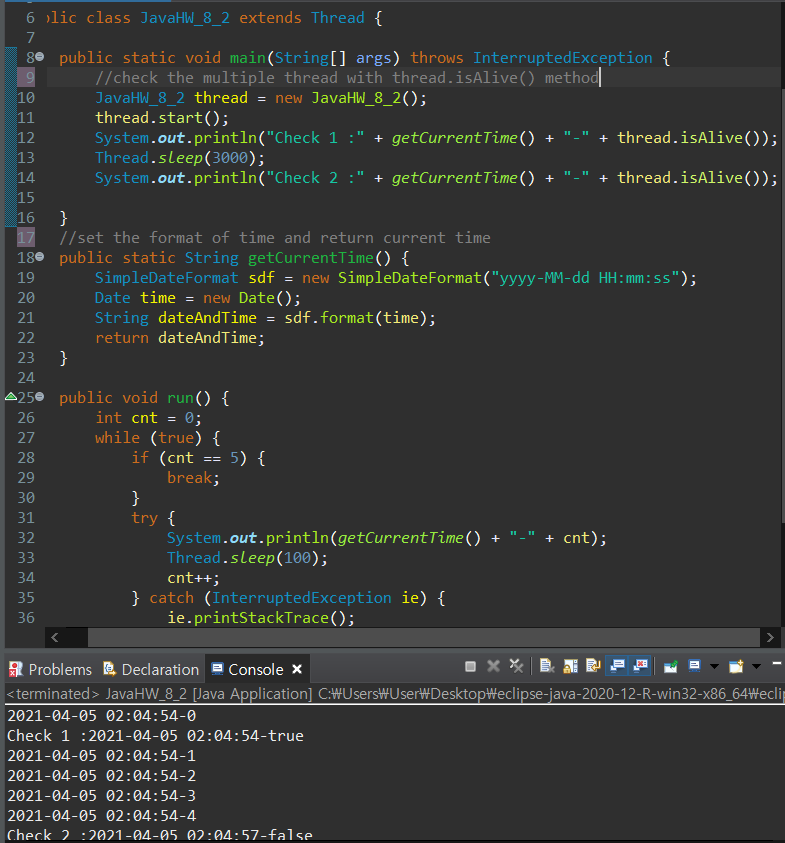 6 blic class JavaHW_8_2 extends Thread {
7
8 public static void main(String[] args) throws InterruptedException {
9 //check the multiple thread with thread.isAlive() method
10 JavaHW_8_2 thread = new JavaHW_8_2();
11 thread.start();
12 System.out.println("Check 1 :" + getCurrentTime() + "-" + thread.isAlive());
13 Thread.sleep(3000);
14 System.out.println("Check 2 :" + getCurrentTime() + "-" + thread.isAlive());
15
16 }
17 //set the format of time and return current time
18 public static String getCurrentTime() {
19 SimpleDateFormat sdf = new SimpleDateFormat("yyyy-MM-dd HH:mm:ss");
20 Date time = new Date();
21 String dateAndTime = sdf.format(time);
22 return dateAndTime;
23 }
24
25 public void run() {
26 int cnt = 0;
27 while (true) {
28 if (cnt == 5) {
29 break;
30 }
31 try {
32 System.out.println(getCurrentTime() + "-" + cnt);
33 Thread.sleep(100);
34 cnt++;
35 } catch (InterruptedException ie) {
36 ie.printStackTrace();
Problems Declaration Console
<terminated> JavaHW_8_2 [Java Application] C:₩Users₩User₩Desktop₩eclipse-java-2020-12-R-win32-x86_64₩eclip
2021-04-05 02:04:54-0
Check 1 :2021-04-05 02:04:54-true
2021-04-05 02:04:54-1
2021-04-05 02:04:54-2
2021-04-05 02:04:54-3
2021-04-05 02:04:54-4
Check 2 :2021-04-05 02:04:57-false